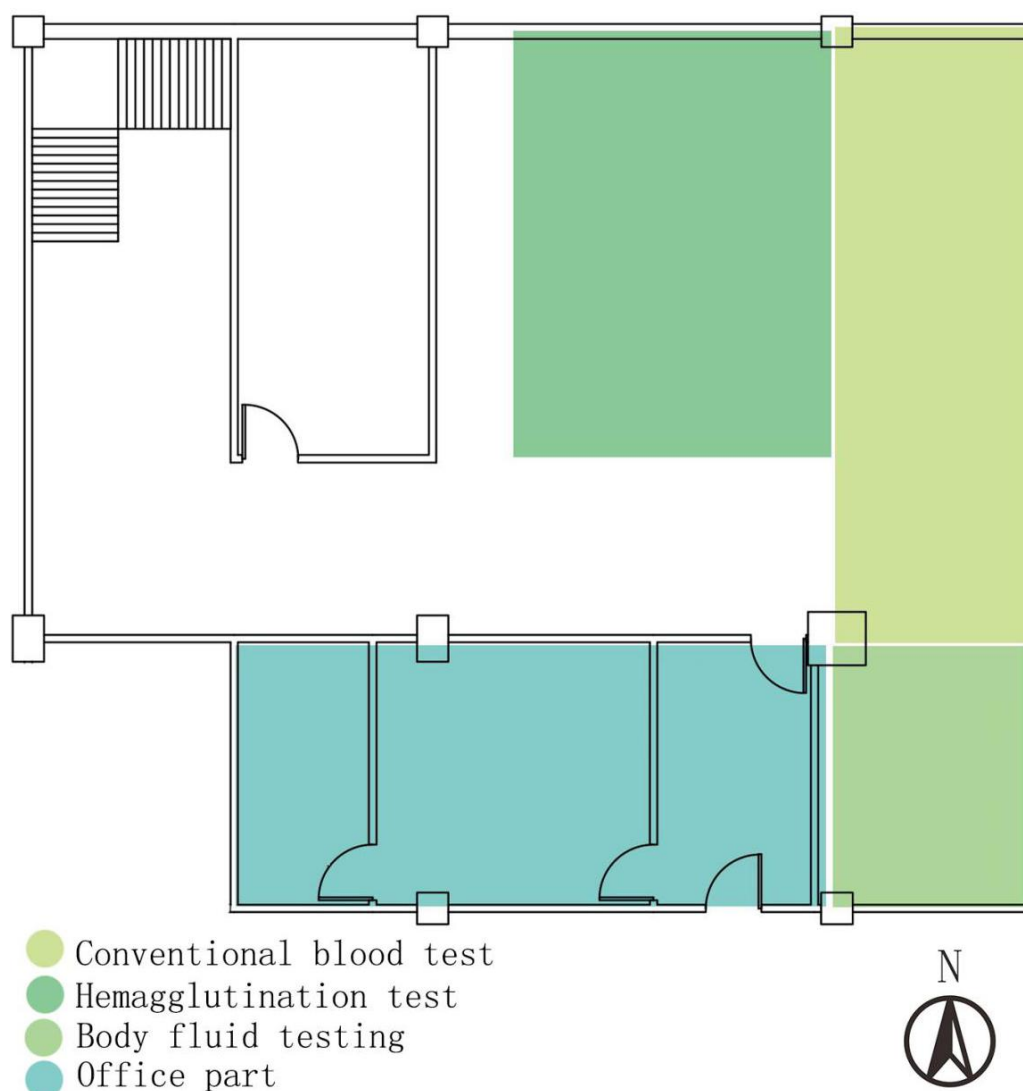 Conventional blood test
Hemagglutination test
Body fluid testing
Office part
N